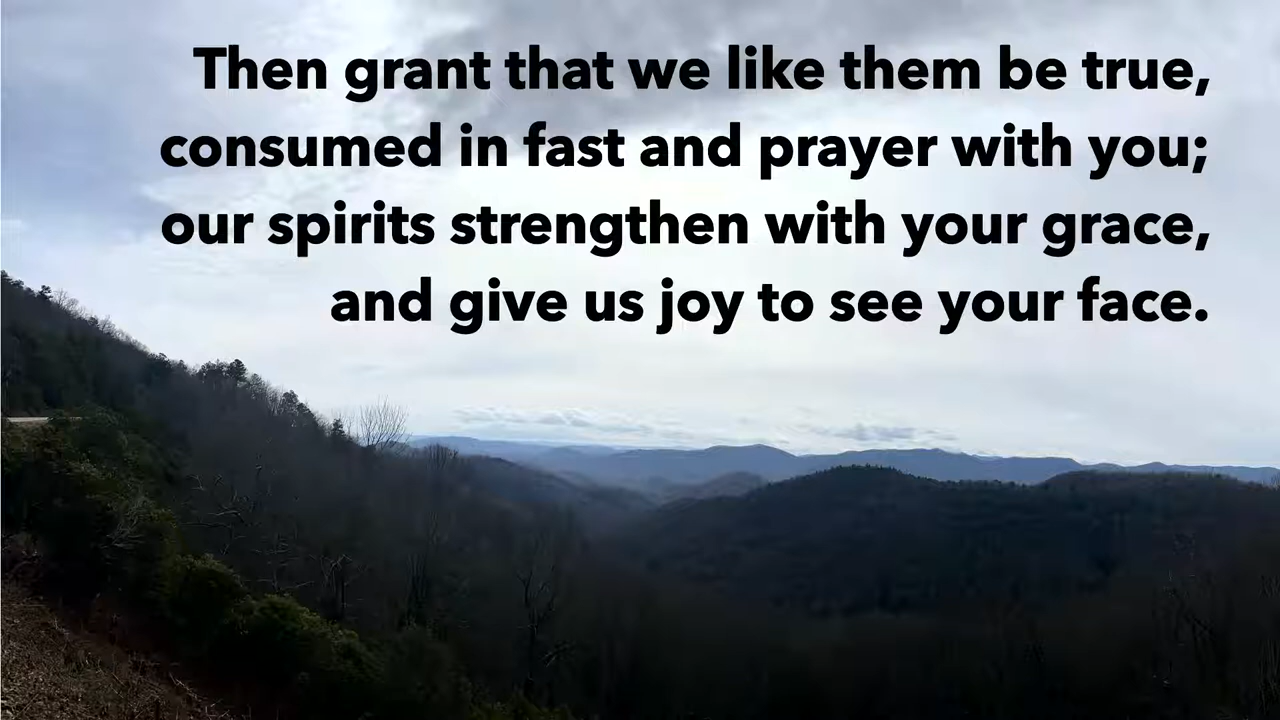 Then grant that we like them be true,
consumed in fast and prayer with you;
our spirits strengthen with your grace,
and give us joy to see your face.